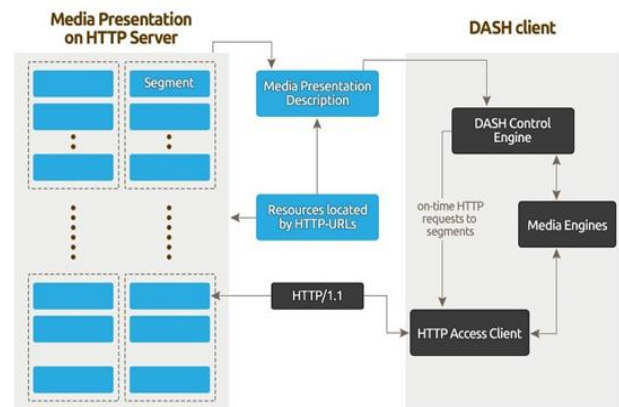 Media Presentation
on HTTP Server
DASH client
Segment
Media Presentation
Description
DASH Control
Engine
on-time HTTP
requests to
segments
Media Engines
Resources located
by HTTP-URLs
HTTP/1.1
HTTP Access Client